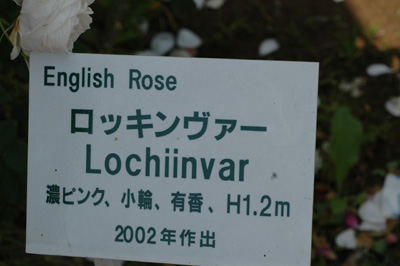 English Rose
ロッキンヴァー
Lochiinvar
濃ピンク、小輪、有香、H1.2m
2002年作出